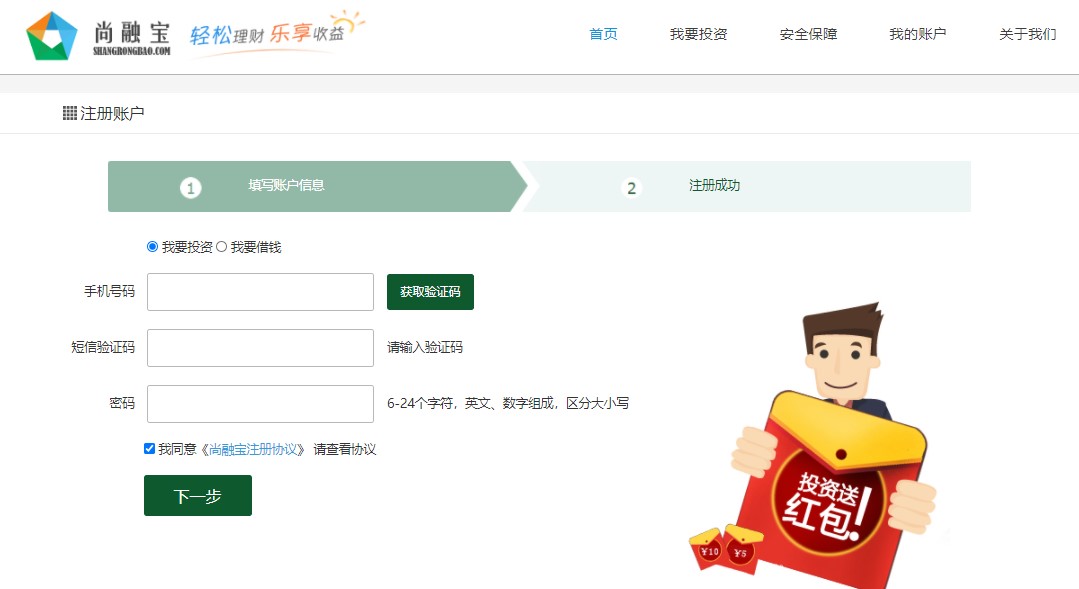 尚融宝
SHANGRONGBAO.COM
轻松理财 乐享收益
首页 我要投资 安全保障 我的账户 关于我们
注册账户
1 填写账户信息 2 注册成功
我要投资 我要借钱
手机号码 获取验证码
短信验证码 请输入验证码
密码 6-24个字符，英文、数字组成，区分大小写
我同意《尚融宝注册协议》 请查看协议
下一步
投资送
红包!
¥10 ¥5